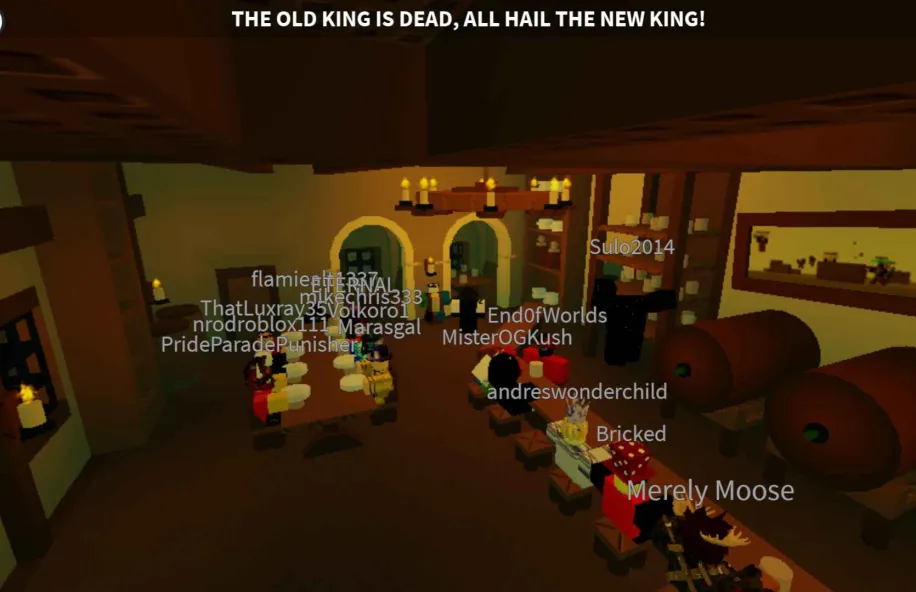 THE OLD KING IS DEAD, ALL HAIL THE NEW KING!
Sulo2014
flamiealt1337
ETERNAL
mikechris333
ThatLuxray35
Volkoro1
End0fWorlds
nrodroblox111
Marasgal
MisterOGKush
PrideParadePunisher
andreswonderchild
Bricked
Merely Moose